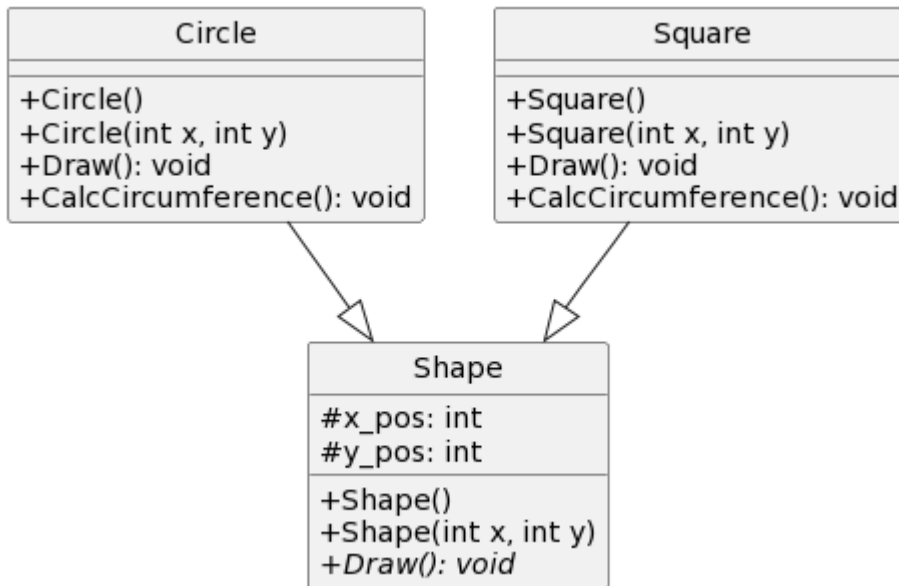 Circle
+Circle()
+Circle(int x, int y)
+Draw(): void
+CalcCircumference(): void
Square
+Square()
+Square(int x, int y)
+Draw(): void
+CalcCircumference(): void
Shape
#x_pos: int
#y_pos: int
+Shape()
+Shape(int x, int y)
+Draw(): void